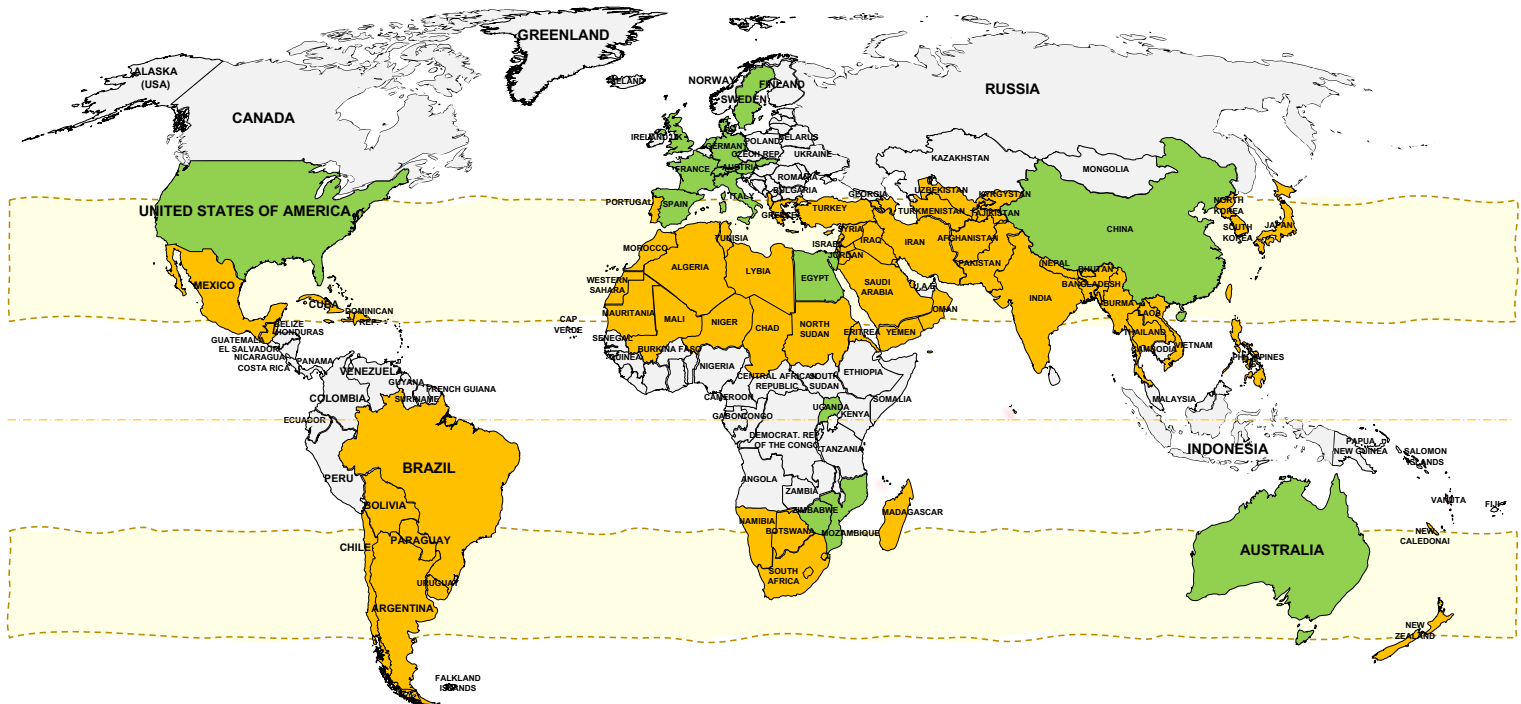 GREENLAND
ALASKA
(USA)
ICELAND
NORWAY
FINLAND
SWEDEN
RUSSIA
CANADA
IRELAND
UK
GERMANY
POLAND
BELARUS
CZECH REP.
UKRAINE
KAZAKHSTAN
MONGOLIA
FRANCE
AUSTRIA
ROMANIA
BULGARIA
GEORGIA
UZBEKISTAN
KYRGYSTAN
ITALY
PORTUGAL
SPAIN
GREECE
TURKEY
TURKMENISTAN
TAJIKISTAN
NORTH
KOREA
UNITED STATES OF AMERICA
CHINA
SOUTH
KOREA
JAPAN
TUNISIA
SYRIA
MOROCCO
ISRAEL
IRAQ
IRAN
AFGHANISTAN
JORDAN
PAKISTAN
NEPAL
BHUTAN
ALGERIA
LYBIA
EGYPT
WESTERN
SAHARA
SAUDI
ARABIA
U.A.E.
BANGLADESH
MEXICO
INDIA
BURMA
CUBA
DOMINICAN
REP.
OMAN
LAOS
MAURITANIA
MALI
NIGER
CHAD
NORTH
SUDAN
ERITREA
YEMEN
CAP
VERDE
BELIZE
HONDURAS
THAILAND
GUATEMALA
EL SALVADOR
SENEGAL
VIETNAM
CAMBODIA
NICARAGUA
GUINEA
BURKINA FASO
PHILIPPINES
COSTA RICA
PANAMA
VENEZUELA
NIGERIA
ETHIOPIA
CENTRAL AFRICAN
REPUBLIC
SOUTH
SUDAN
GUYANA
FRENCH GUIANA
SURINAME
COLOMBIA
CAMEROON
SOMALIA
MALAYSIA
UGANDA
ECUADOR
GABON
CONGO
KENYA
DEMOCRAT. REP.
OF THE CONGO
TANZANIA
INDONESIA
PAPUA
NEW GUINEA
SALOMON
ISLANDS
BRAZIL
PERU
ANGOLA
ZAMBIA
BOLIVIA
VANUTA
FIJI
ZIMBABWE
MADAGASCAR
NAMIBIA
BOTSWANA
MOZAMBIQUE
NEW
CALEDONAI
PARAGUAY
CHILE
AUSTRALIA
SOUTH
AFRICA
URUGUAY
ARGENTINA
NEW
ZEALAND
FALKLAND
ISLANDS